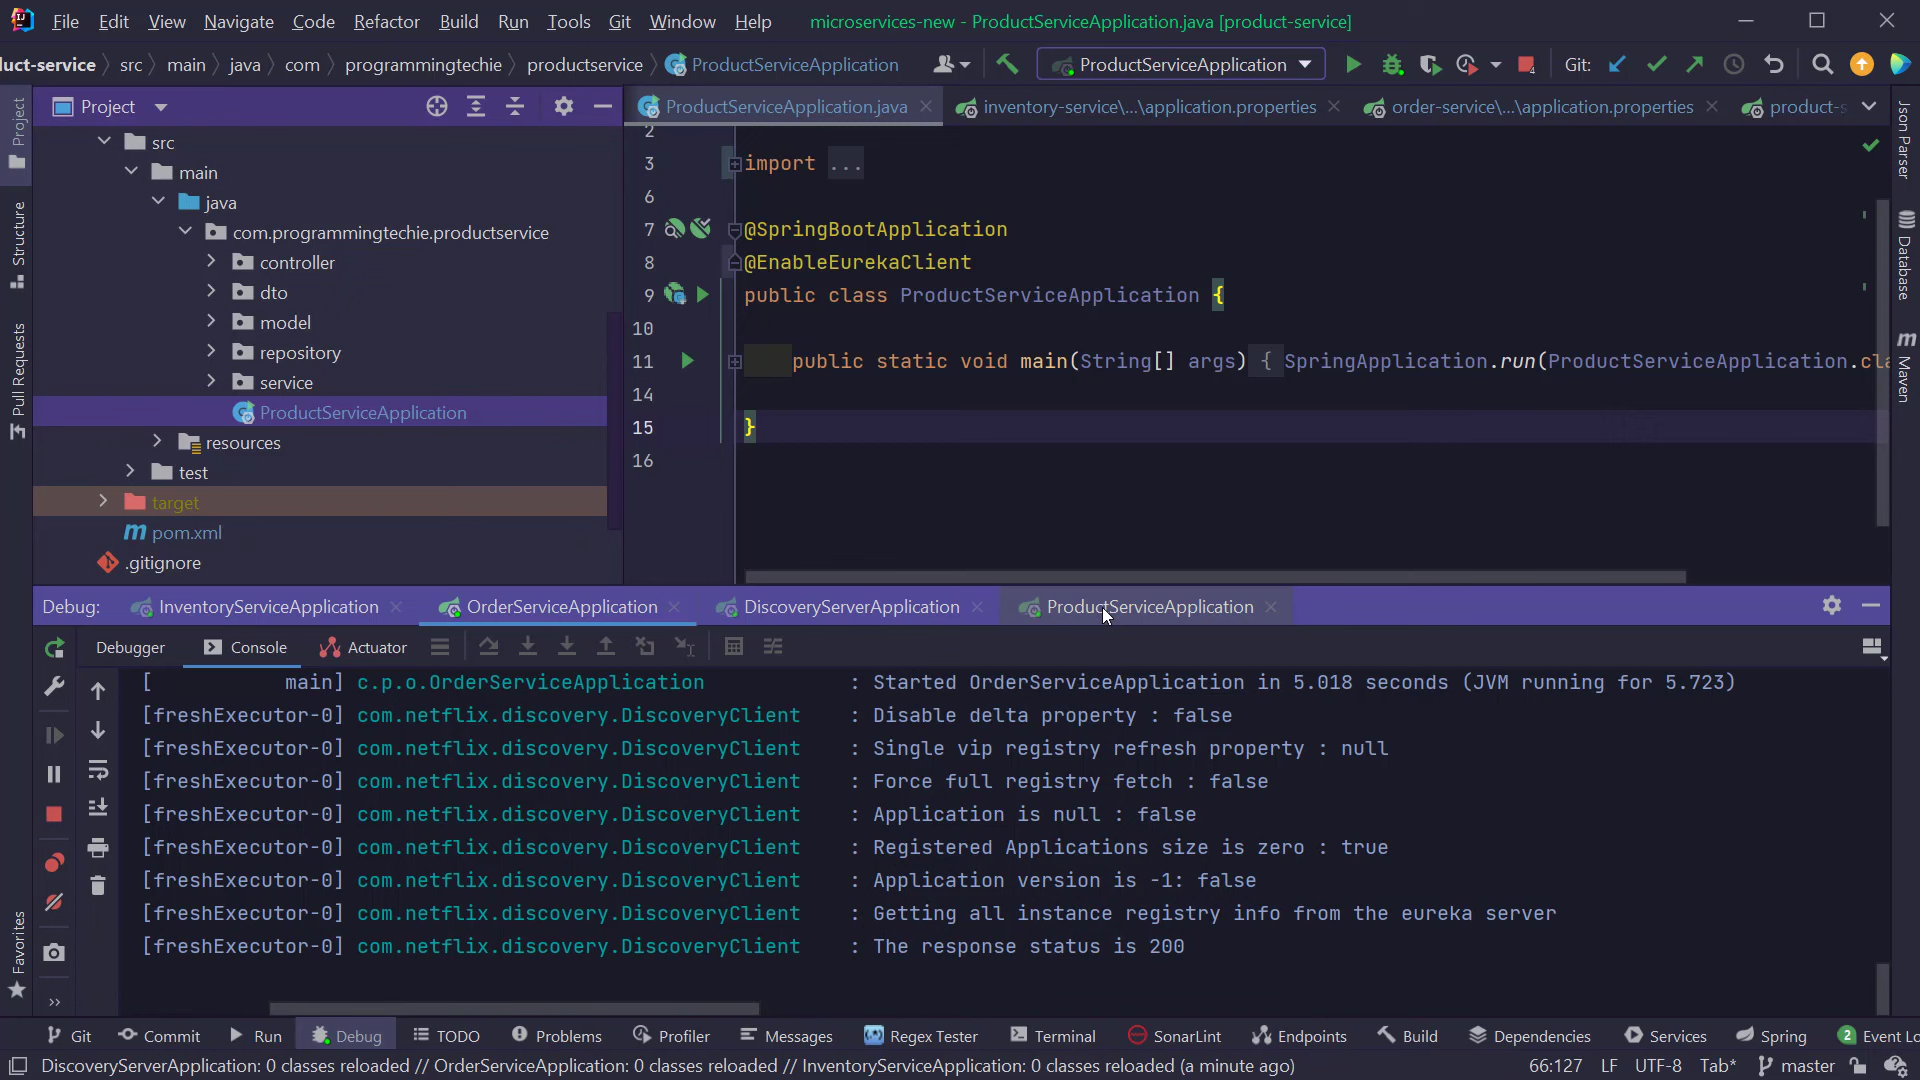 File Edit View Navigate Code Refactor Build Run Tools Git Window Help microservices-new - ProductServiceApplication.java [product-service]
uct-service src main java com programmingtechie productservice ProductServiceApplication ProductServiceApplication Git:
Project ProductServiceApplication.java inventory-service\...\application.properties order-service\...\application.properties product-s
Project
Structure
Pull Requests
Favorites
Json Parser
Database
Maven
src
main
java
com.programmingtechie.productservice
controller
dto
model
repository
service
ProductServiceApplication
resources
test
target
pom.xml
.gitignore
2
3 import ...
6
7 @SpringBootApplication
8 @EnableEurekaClient
9 public class ProductServiceApplication {
10
11 public static void main(String[] args) { SpringApplication.run(ProductServiceApplication.cla
14
15 }
16
Debug: InventoryServiceApplication OrderServiceApplication DiscoveryServerApplication ProductServiceApplication
Debugger Console Actuator
[ main] c.p.o.OrderServiceApplication : Started OrderServiceApplication in 5.018 seconds (JVM running for 5.723)
[freshExecutor-0] com.netflix.discovery.DiscoveryClient : Disable delta property : false
[freshExecutor-0] com.netflix.discovery.DiscoveryClient : Single vip registry refresh property : null
[freshExecutor-0] com.netflix.discovery.DiscoveryClient : Force full registry fetch : false
[freshExecutor-0] com.netflix.discovery.DiscoveryClient : Application is null : false
[freshExecutor-0] com.netflix.discovery.DiscoveryClient : Registered Applications size is zero : true
[freshExecutor-0] com.netflix.discovery.DiscoveryClient : Application version is -1: false
[freshExecutor-0] com.netflix.discovery.DiscoveryClient : Getting all instance registry info from the eureka server
[freshExecutor-0] com.netflix.discovery.DiscoveryClient : The response status is 200
Git Commit Run Debug TODO Problems Profiler Messages Regex Tester Terminal SonarLint Endpoints Build Dependencies Services Spring 2 Event Lo
DiscoveryServerApplication: 0 classes reloaded // OrderServiceApplication: 0 classes reloaded // InventoryServiceApplication: 0 classes reloaded (a minute ago) 66:127 LF UTF-8 Tab* master